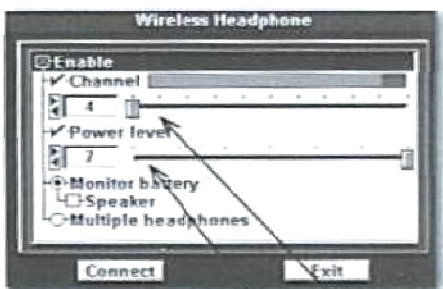 Wireless Headphone
Enable
Channel
4
Power level
7
Monitor battery
Speaker
Multiple headphones
Connect
Exit